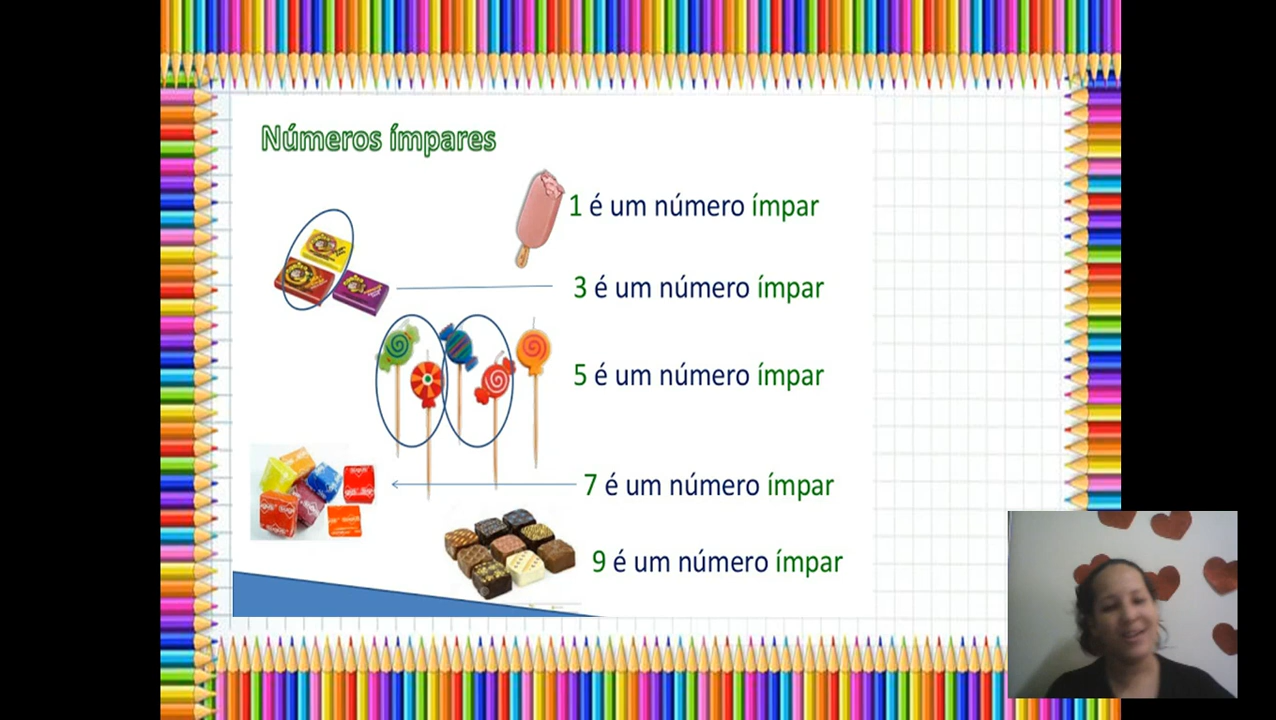 Números ímpares
1 é um número ímpar
3 é um número ímpar
5 é um número ímpar
7 é um número ímpar
9 é um número ímpar